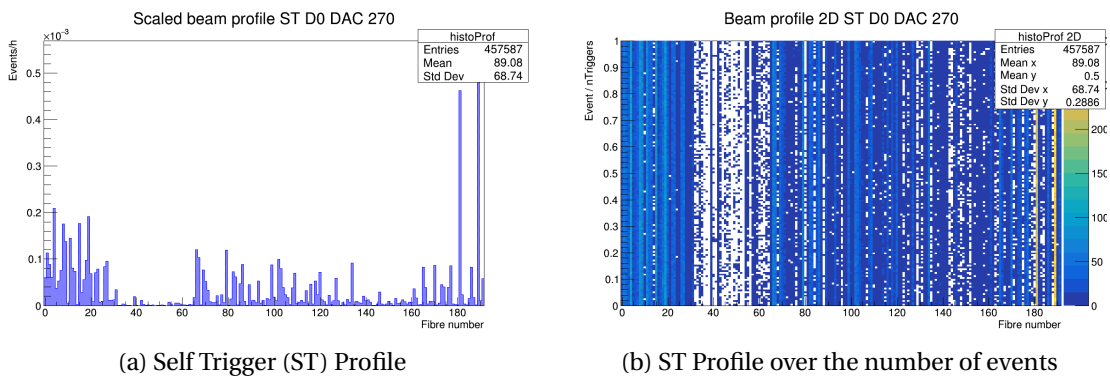 Scaled beam profile ST D0 DAC 270
×10⁻³
Events/h
histoProf
Entries 457587
Mean 89.08
Std Dev 68.74
0.5
0.4
0.3
0.2
0.1
0
0 20 40 60 80 100 120 140 160 180
Fibre number
(a) Self Trigger (ST) Profile
Beam profile 2D ST D0 DAC 270
Event / nTriggers
histoProf 2D
Entries 457587
Mean x 89.08
Mean y 0.5
Std Dev x 68.74
Std Dev y 0.2886
1
0.9
0.8
0.7
0.6
0.5
0.4
0.3
0.2
0.1
0
0 20 40 60 80 100 120 140 160 180
Fibre number
200
150
100
50
0
(b) ST Profile over the number of events